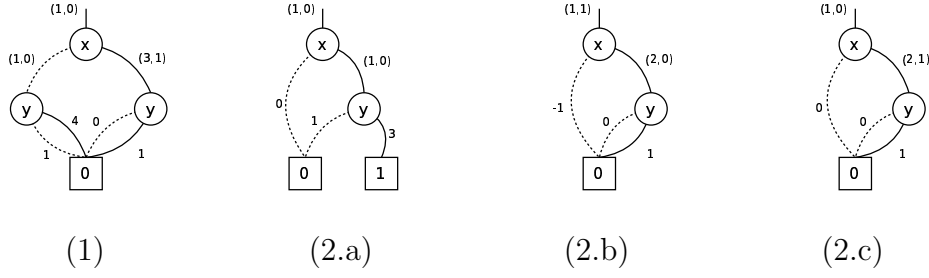 (1,0) (1,0) (1,1) (1,0)
x x x x
(1,0) (3,1) (1,0) (2,0) (2,1)
0 -1 0
y y y y y
4 0 1 0 0
1 1 3 1 1
0 0 1 0 0
(1) (2.a) (2.b) (2.c)